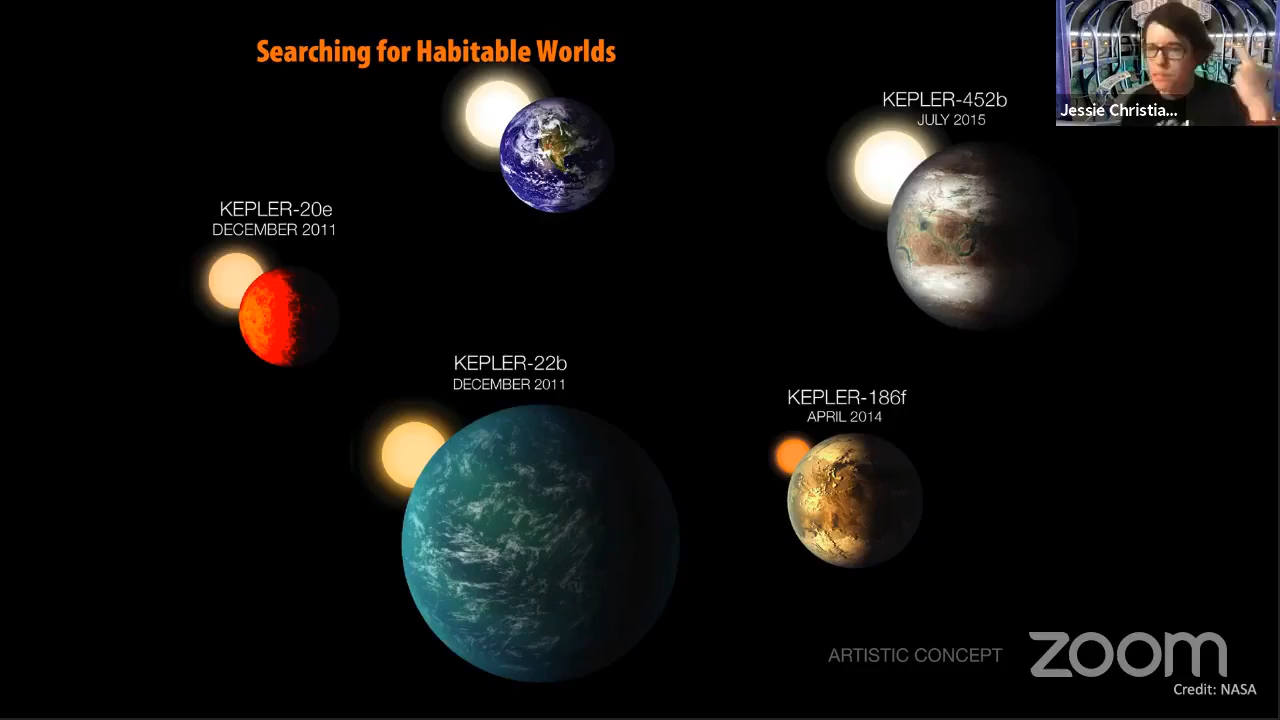 Searching for Habitable Worlds
KEPLER-452b
JULY 2015
Jessie Christia...
KEPLER-20e
DECEMBER 2011
KEPLER-22b
DECEMBER 2011
KEPLER-186f
APRIL 2014
ARTISTIC CONCEPT
zoom
Credit: NASA